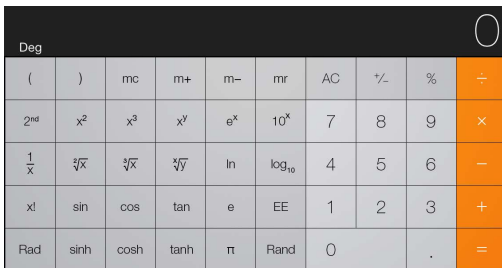 0
Deg
( ) mc m+ m− mr AC +/− % ÷
2nd x² x³ xʸ eˣ 10ˣ 7 8 9 ×
1/x ²√x ³√x ˣ√y ln log₁₀ 4 5 6 −
x! sin cos tan e EE 1 2 3 +
Rad sinh cosh tanh π Rand 0 . =